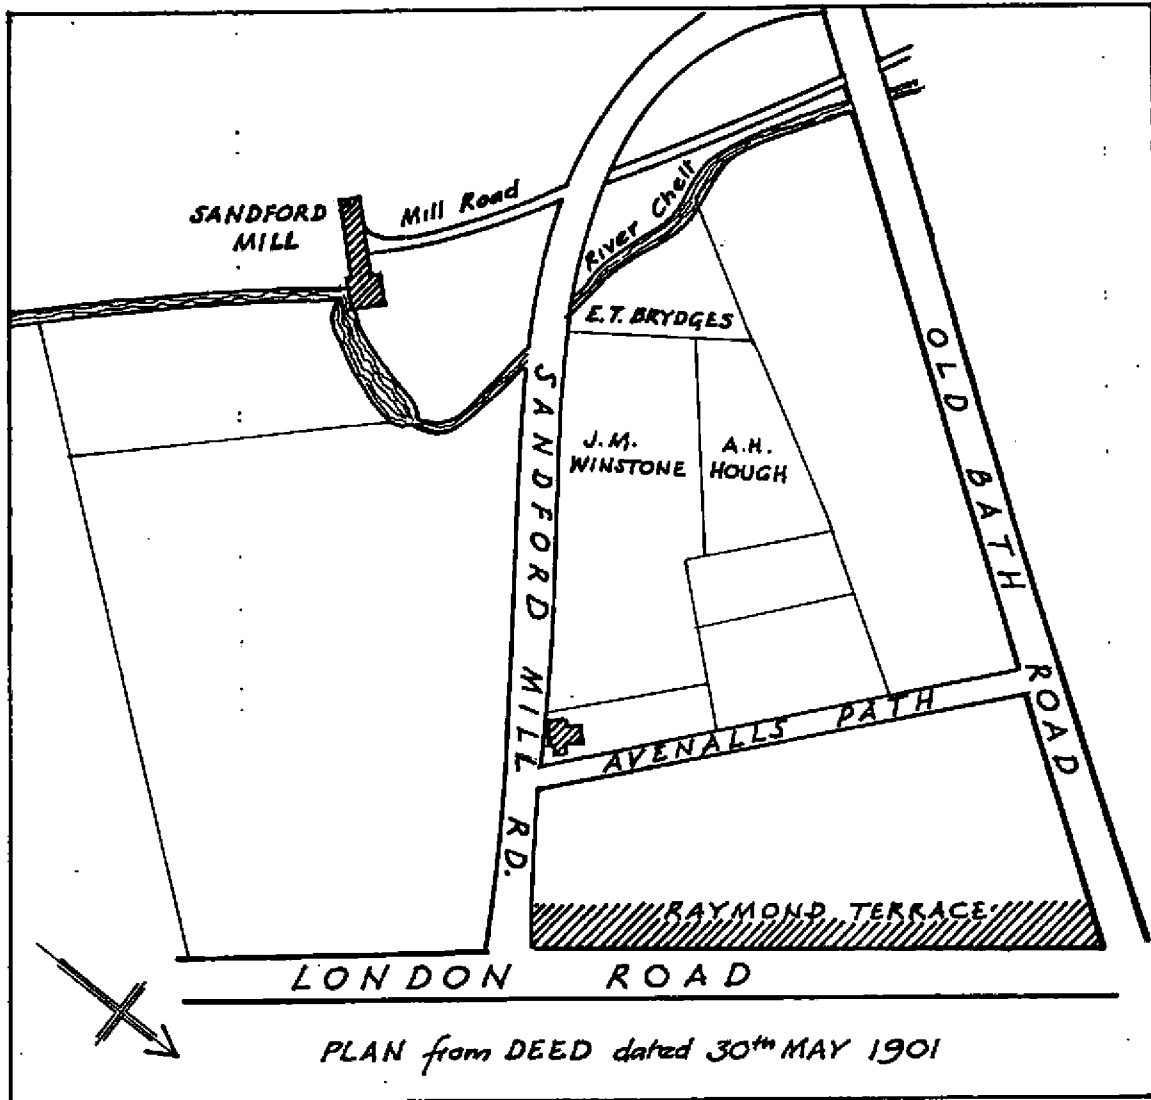 SANDFORD
MILL
Mill Road
River Chelt
E.T. BRYDGES
J.M.
WINSTONE
A.H.
HOUGH
SANDFORD MILL RD.
OLD BATH ROAD
AVENALLS PATH
RAYMOND TERRACE
LONDON ROAD
PLAN from DEED dated 30th MAY 1901